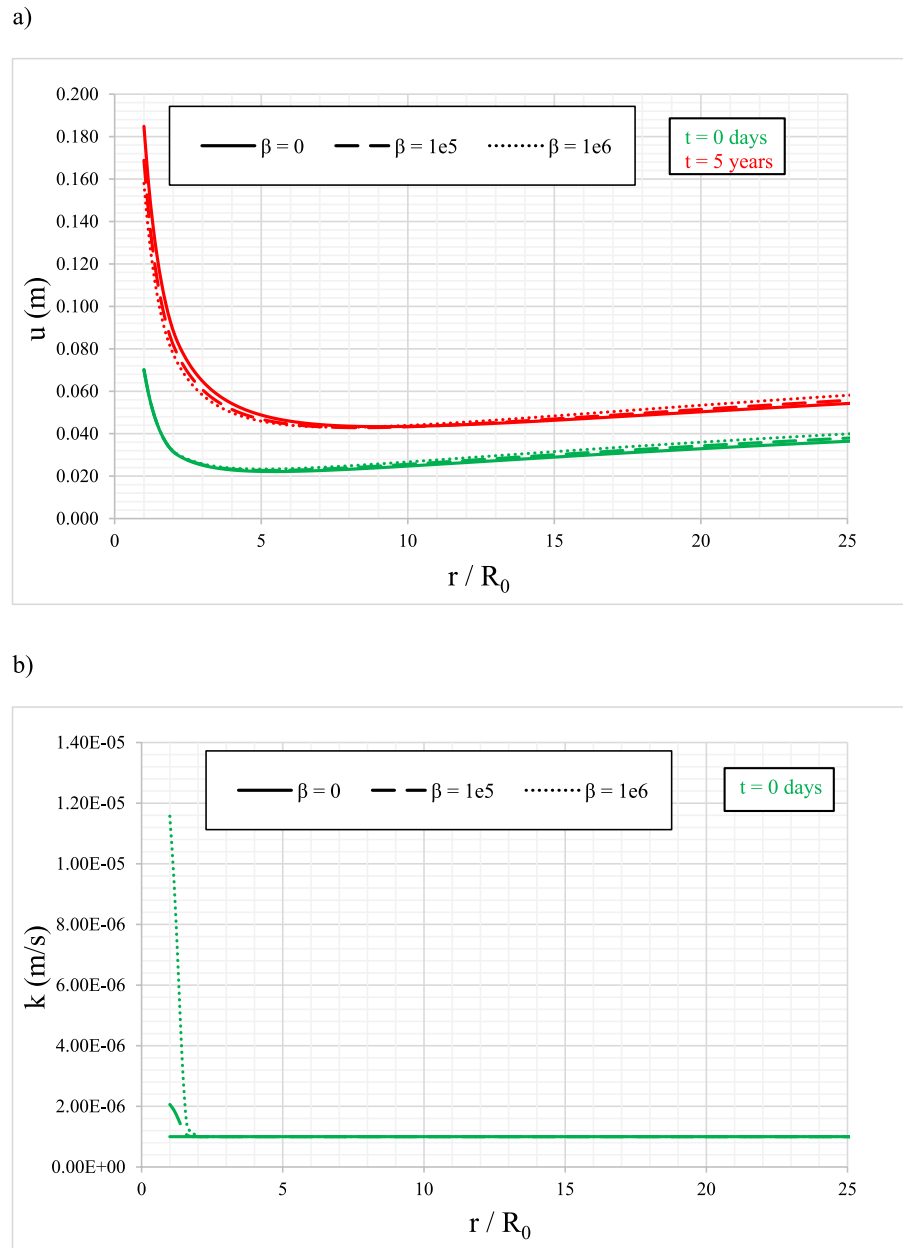 a)
0.200
0.180
0.160
0.140
0.120
0.100
0.080
0.060
0.040
0.020
0.000
u (m)
β = 0
β = 1e5
β = 1e6
t = 0 days
t = 5 years
0 5 10 15 20 25
r / R₀
b)
1.40E-05
1.20E-05
1.00E-05
8.00E-06
6.00E-06
4.00E-06
2.00E-06
0.00E+00
k (m/s)
β = 0
β = 1e5
β = 1e6
t = 0 days
0 5 10 15 20 25
r / R₀